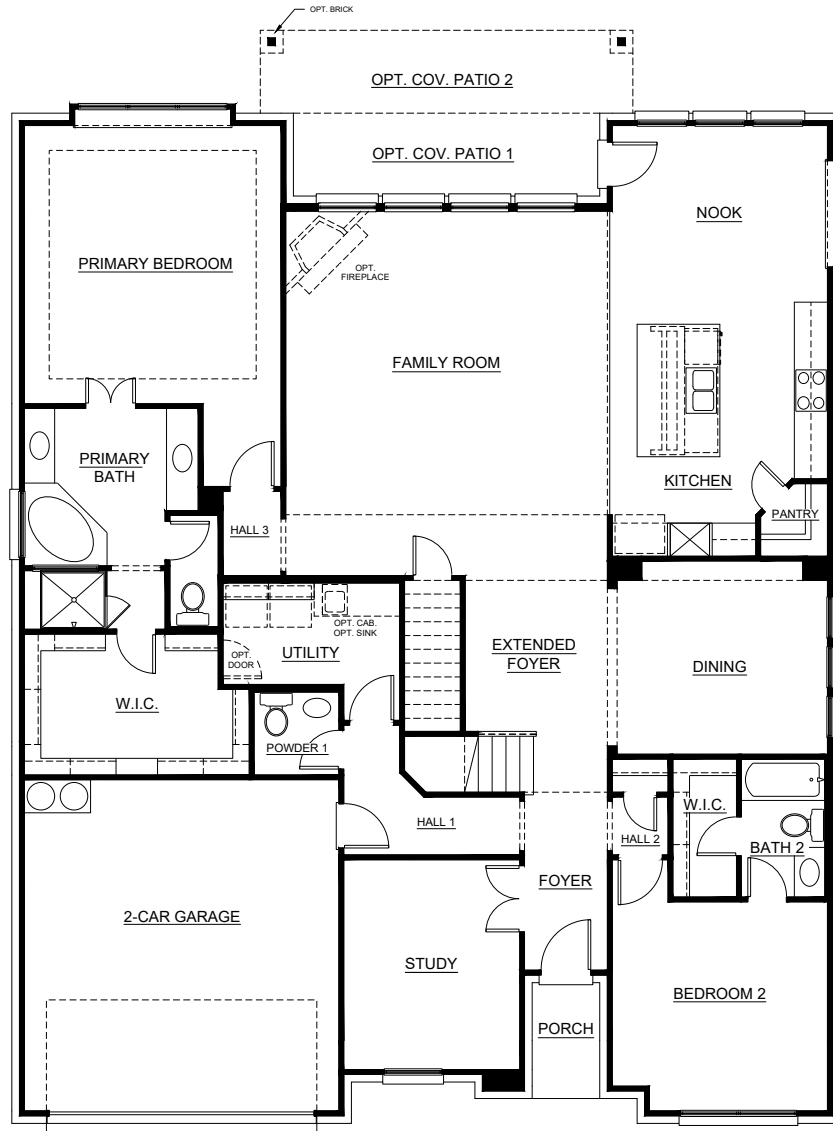 OPT. BRICK
OPT. COV. PATIO 2
OPT. COV. PATIO 1
NOOK
PRIMARY BEDROOM
OPT.
FIREPLACE
FAMILY ROOM
PRIMARY
BATH
KITCHEN
PANTRY
HALL 3
OPT. CAB.
OPT. SINK
OPT.
DOOR
UTILITY
EXTENDED
FOYER
DINING
W.I.C.
POWDER 1
W.I.C.
HALL 1
HALL 2
BATH 2
FOYER
2-CAR GARAGE
STUDY
BEDROOM 2
PORCH